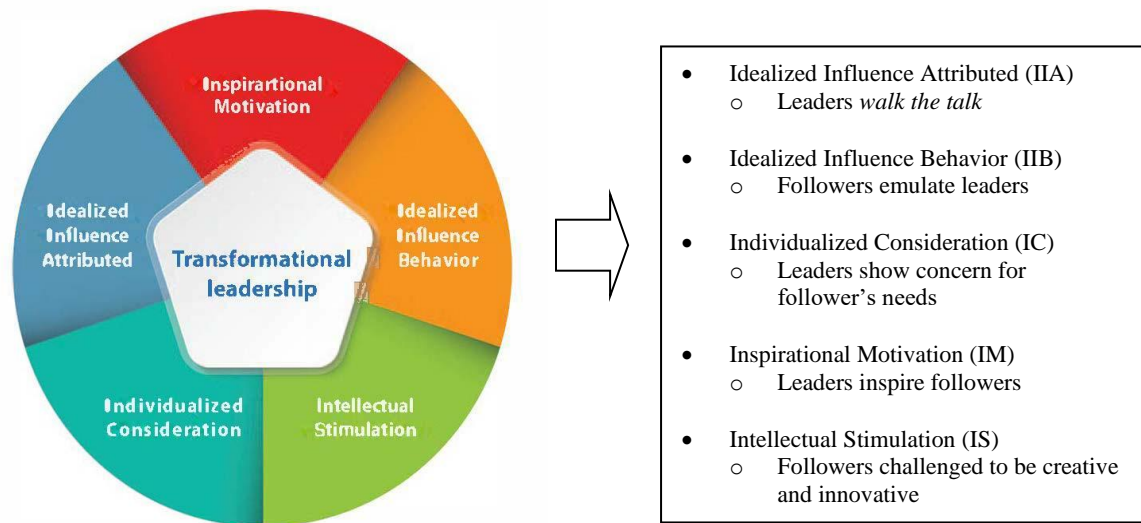 Inspirartional
Motivation
Idealized
Influence
Attributed
Idealized
Influence
Behavior
Transformational
leadership
Individualized
Consideration
Intellectual
Stimulation
• Idealized Influence Attributed (IIA)
o Leaders walk the talk
• Idealized Influence Behavior (IIB)
o Followers emulate leaders
• Individualized Consideration (IC)
o Leaders show concern for
follower’s needs
• Inspirational Motivation (IM)
o Leaders inspire followers
• Intellectual Stimulation (IS)
o Followers challenged to be creative
and innovative